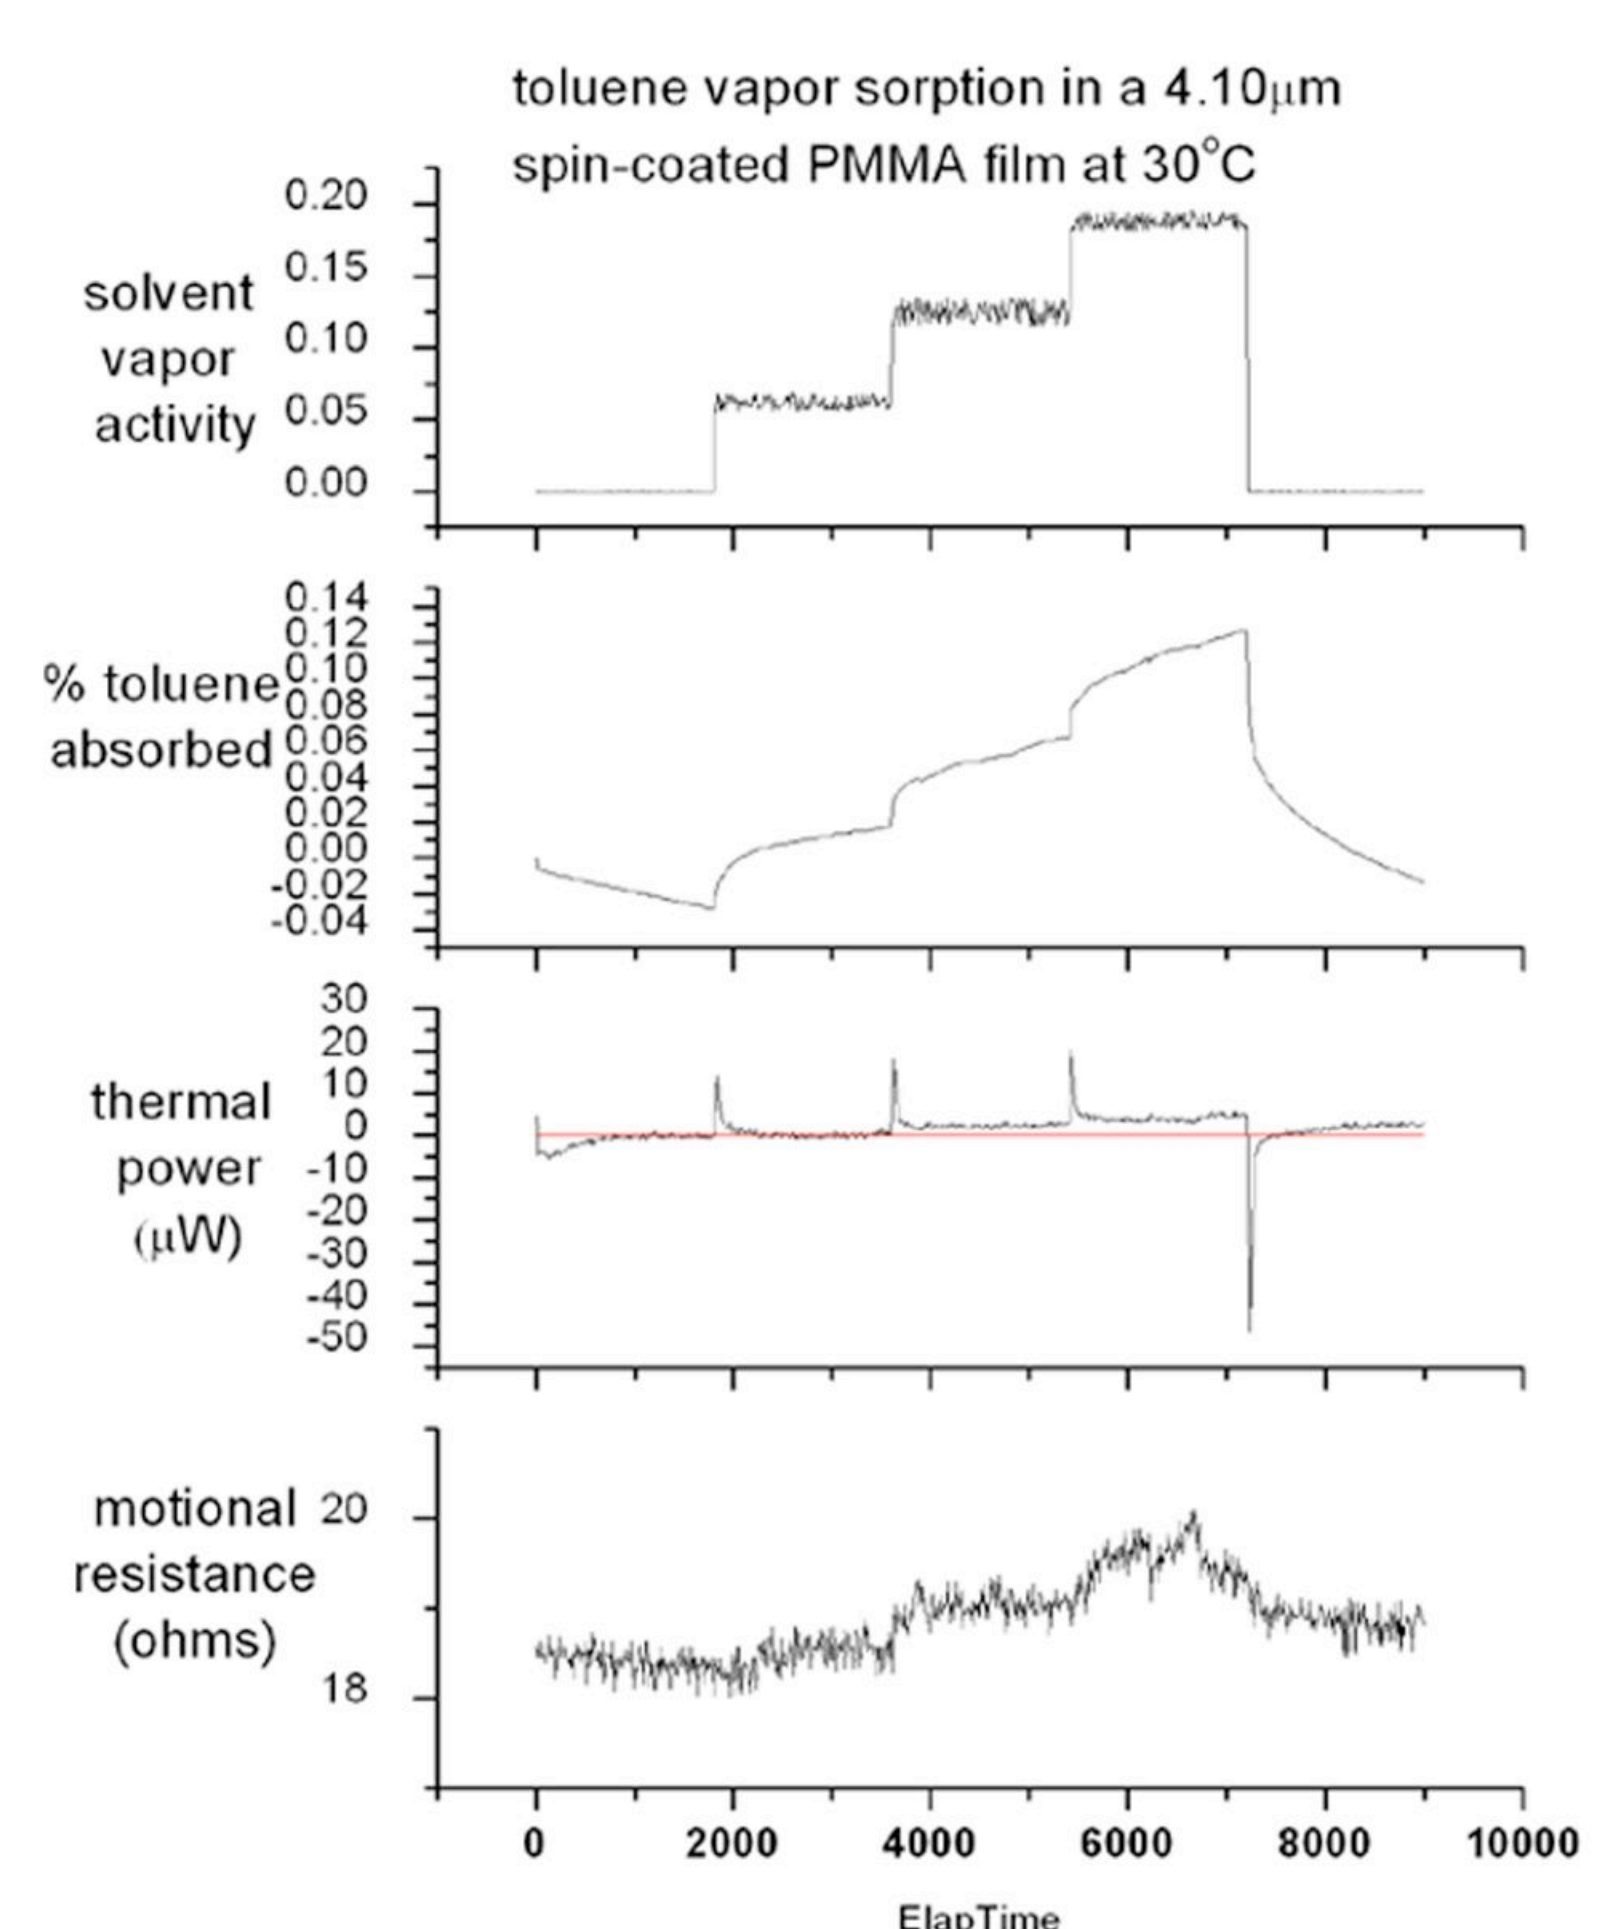 toluene vapor sorption in a 4.10μm
spin-coated PMMA film at 30°C
solvent
vapor
activity
0.20
0.15
0.10
0.05
0.00
% toluene
absorbed
0.14
0.12
0.10
0.08
0.06
0.04
0.02
0.00
-0.02
-0.04
thermal
power
(μW)
30
20
10
0
-10
-20
-30
-40
-50
motional
resistance
(ohms)
20
18
0 2000 4000 6000 8000 10000
ElapTime